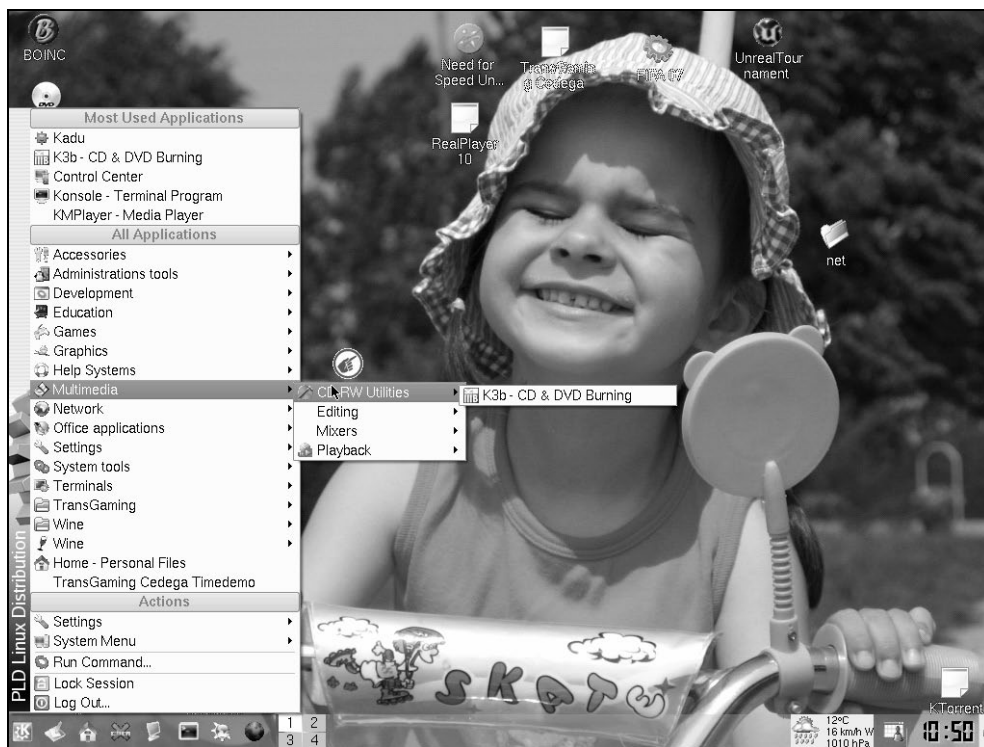 BOINC
Need for
Speed Un...
TransGamin
g Cedega
FIFA 07
UnrealTour
nament
DVD
RealPlayer
10
net
Most Used Applications
Kadu
K3b - CD & DVD Burning
Control Center
Konsole - Terminal Program
KMPlayer - Media Player
All Applications
Accessories
Administrations tools
Development
Education
Games
Graphics
Help Systems
Multimedia
Network
Office applications
Settings
System tools
Terminals
TransGaming
Wine
Wine
Home - Personal Files
TransGaming Cedega Timedemo
Actions
Settings
System Menu
Run Command...
Lock Session
Log Out...
PLD Linux Distribution
CD-RW Utilities
Editing
Mixers
Playback
K3b - CD & DVD Burning
SKATE
KTorrent
1 2
3 4
12°C
16 km/h W
1010 hPa
10:50